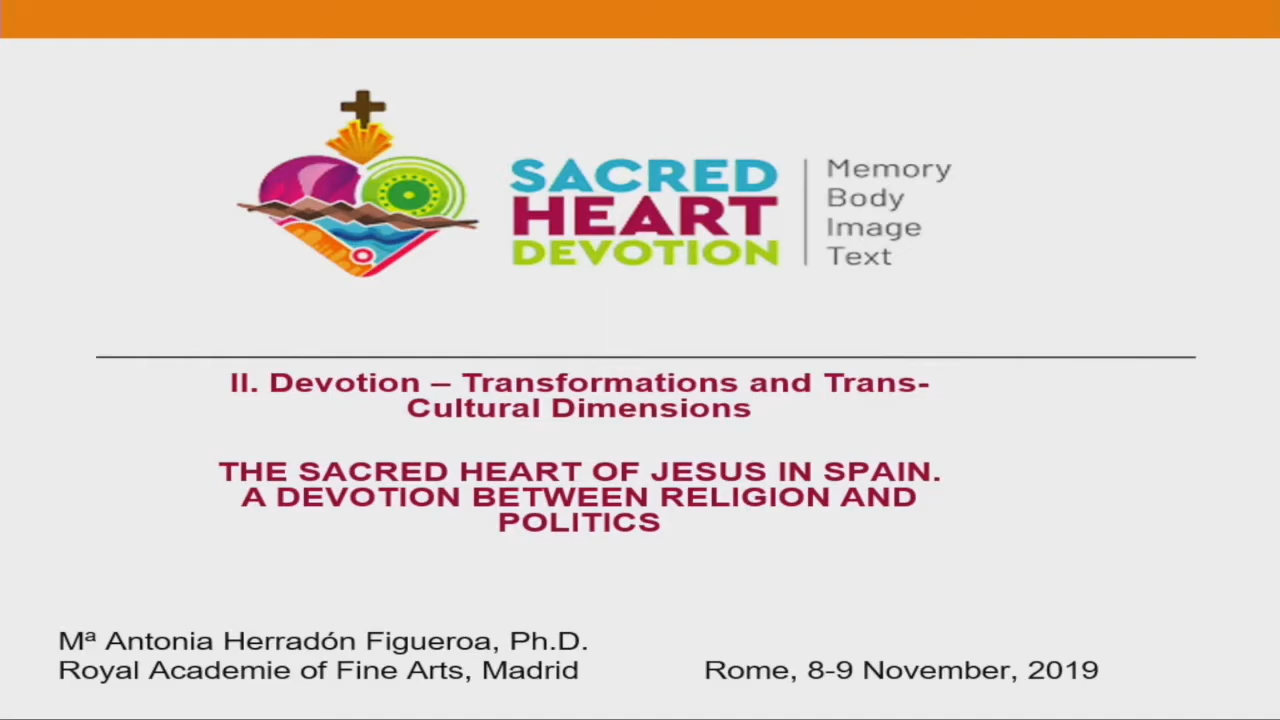 SACRED
HEART
DEVOTION
Memory
Body
Image
Text
II. Devotion – Transformations and Trans-
Cultural Dimensions
THE SACRED HEART OF JESUS IN SPAIN.
A DEVOTION BETWEEN RELIGION AND
POLITICS
Mª Antonia Herradón Figueroa, Ph.D.
Royal Academie of Fine Arts, Madrid
Rome, 8-9 November, 2019